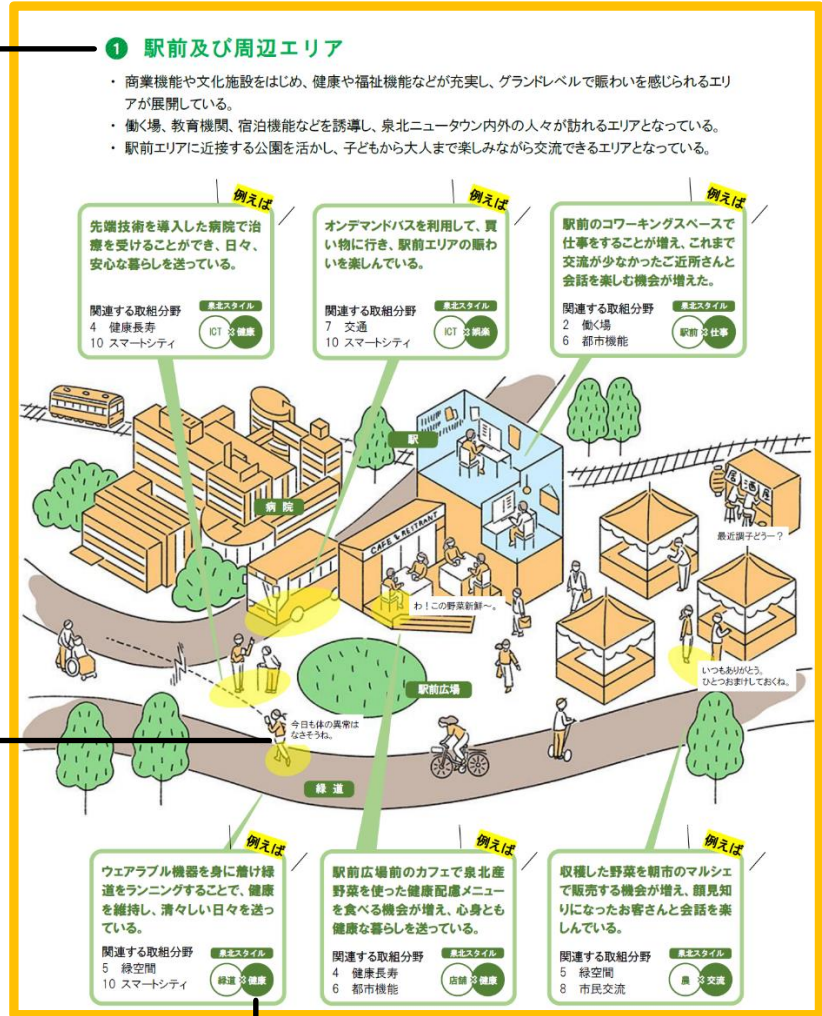 1 駅前及び周辺エリア
・ 商業機能や文化施設をはじめ、健康や福祉機能などが充実し、グランドレベルで賑わいを感じられるエリ
アが展開している。
・ 働く場、教育機関、宿泊機能などを誘導し、泉北ニュータウン内外の人々が訪れるエリアとなっている。
・ 駅前エリアに近接する公園を活かし、子どもから大人まで楽しみながら交流できるエリアとなっている。
例えば
先端技術を導入した病院で治
療を受けることができ、日々、
安心な暮らしを送っている。
関連する取組分野
4 健康長寿
10 スマートシティ
泉北スタイル
ICT × 健康
例えば
オンデマンドバスを利用して、買
い物に行き、駅前エリアの賑わ
いを楽しんでいる。
関連する取組分野
7 交通
10 スマートシティ
泉北スタイル
ICT × 娯楽
例えば
駅前のコワーキングスペースで
仕事をすることが増え、これまで
交流が少なかったご近所さんと
会話を楽しむ機会が増えた。
関連する取組分野
2 働く場
6 都市機能
泉北スタイル
駅前 × 仕事
駅
病院
CAFE & RESTRANT
居酒屋
最近調子どうー？
わ！この野菜新鮮～。
駅前広場
いつもありがとう。
ひとつおまけしておくね。
今日も体の異常は
なさそうね。
緑道
例えば
ウェアラブル機器を身に着け緑
道をランニングすることで、健康
を維持し、清々しい日々を送っ
ている。
関連する取組分野
5 緑空間
10 スマートシティ
泉北スタイル
緑道 × 健康
例えば
駅前広場前のカフェで泉北産
野菜を使った健康配慮メニュー
を食べる機会が増え、心身とも
健康な暮らしを送っている。
関連する取組分野
4 健康長寿
6 都市機能
泉北スタイル
店舗 × 健康
例えば
収穫した野菜を朝市のマルシェ
で販売する機会が増え、顔見知
りになったお客さんと会話を楽
しんでいる。
関連する取組分野
5 緑空間
8 市民交流
泉北スタイル
農 × 交流